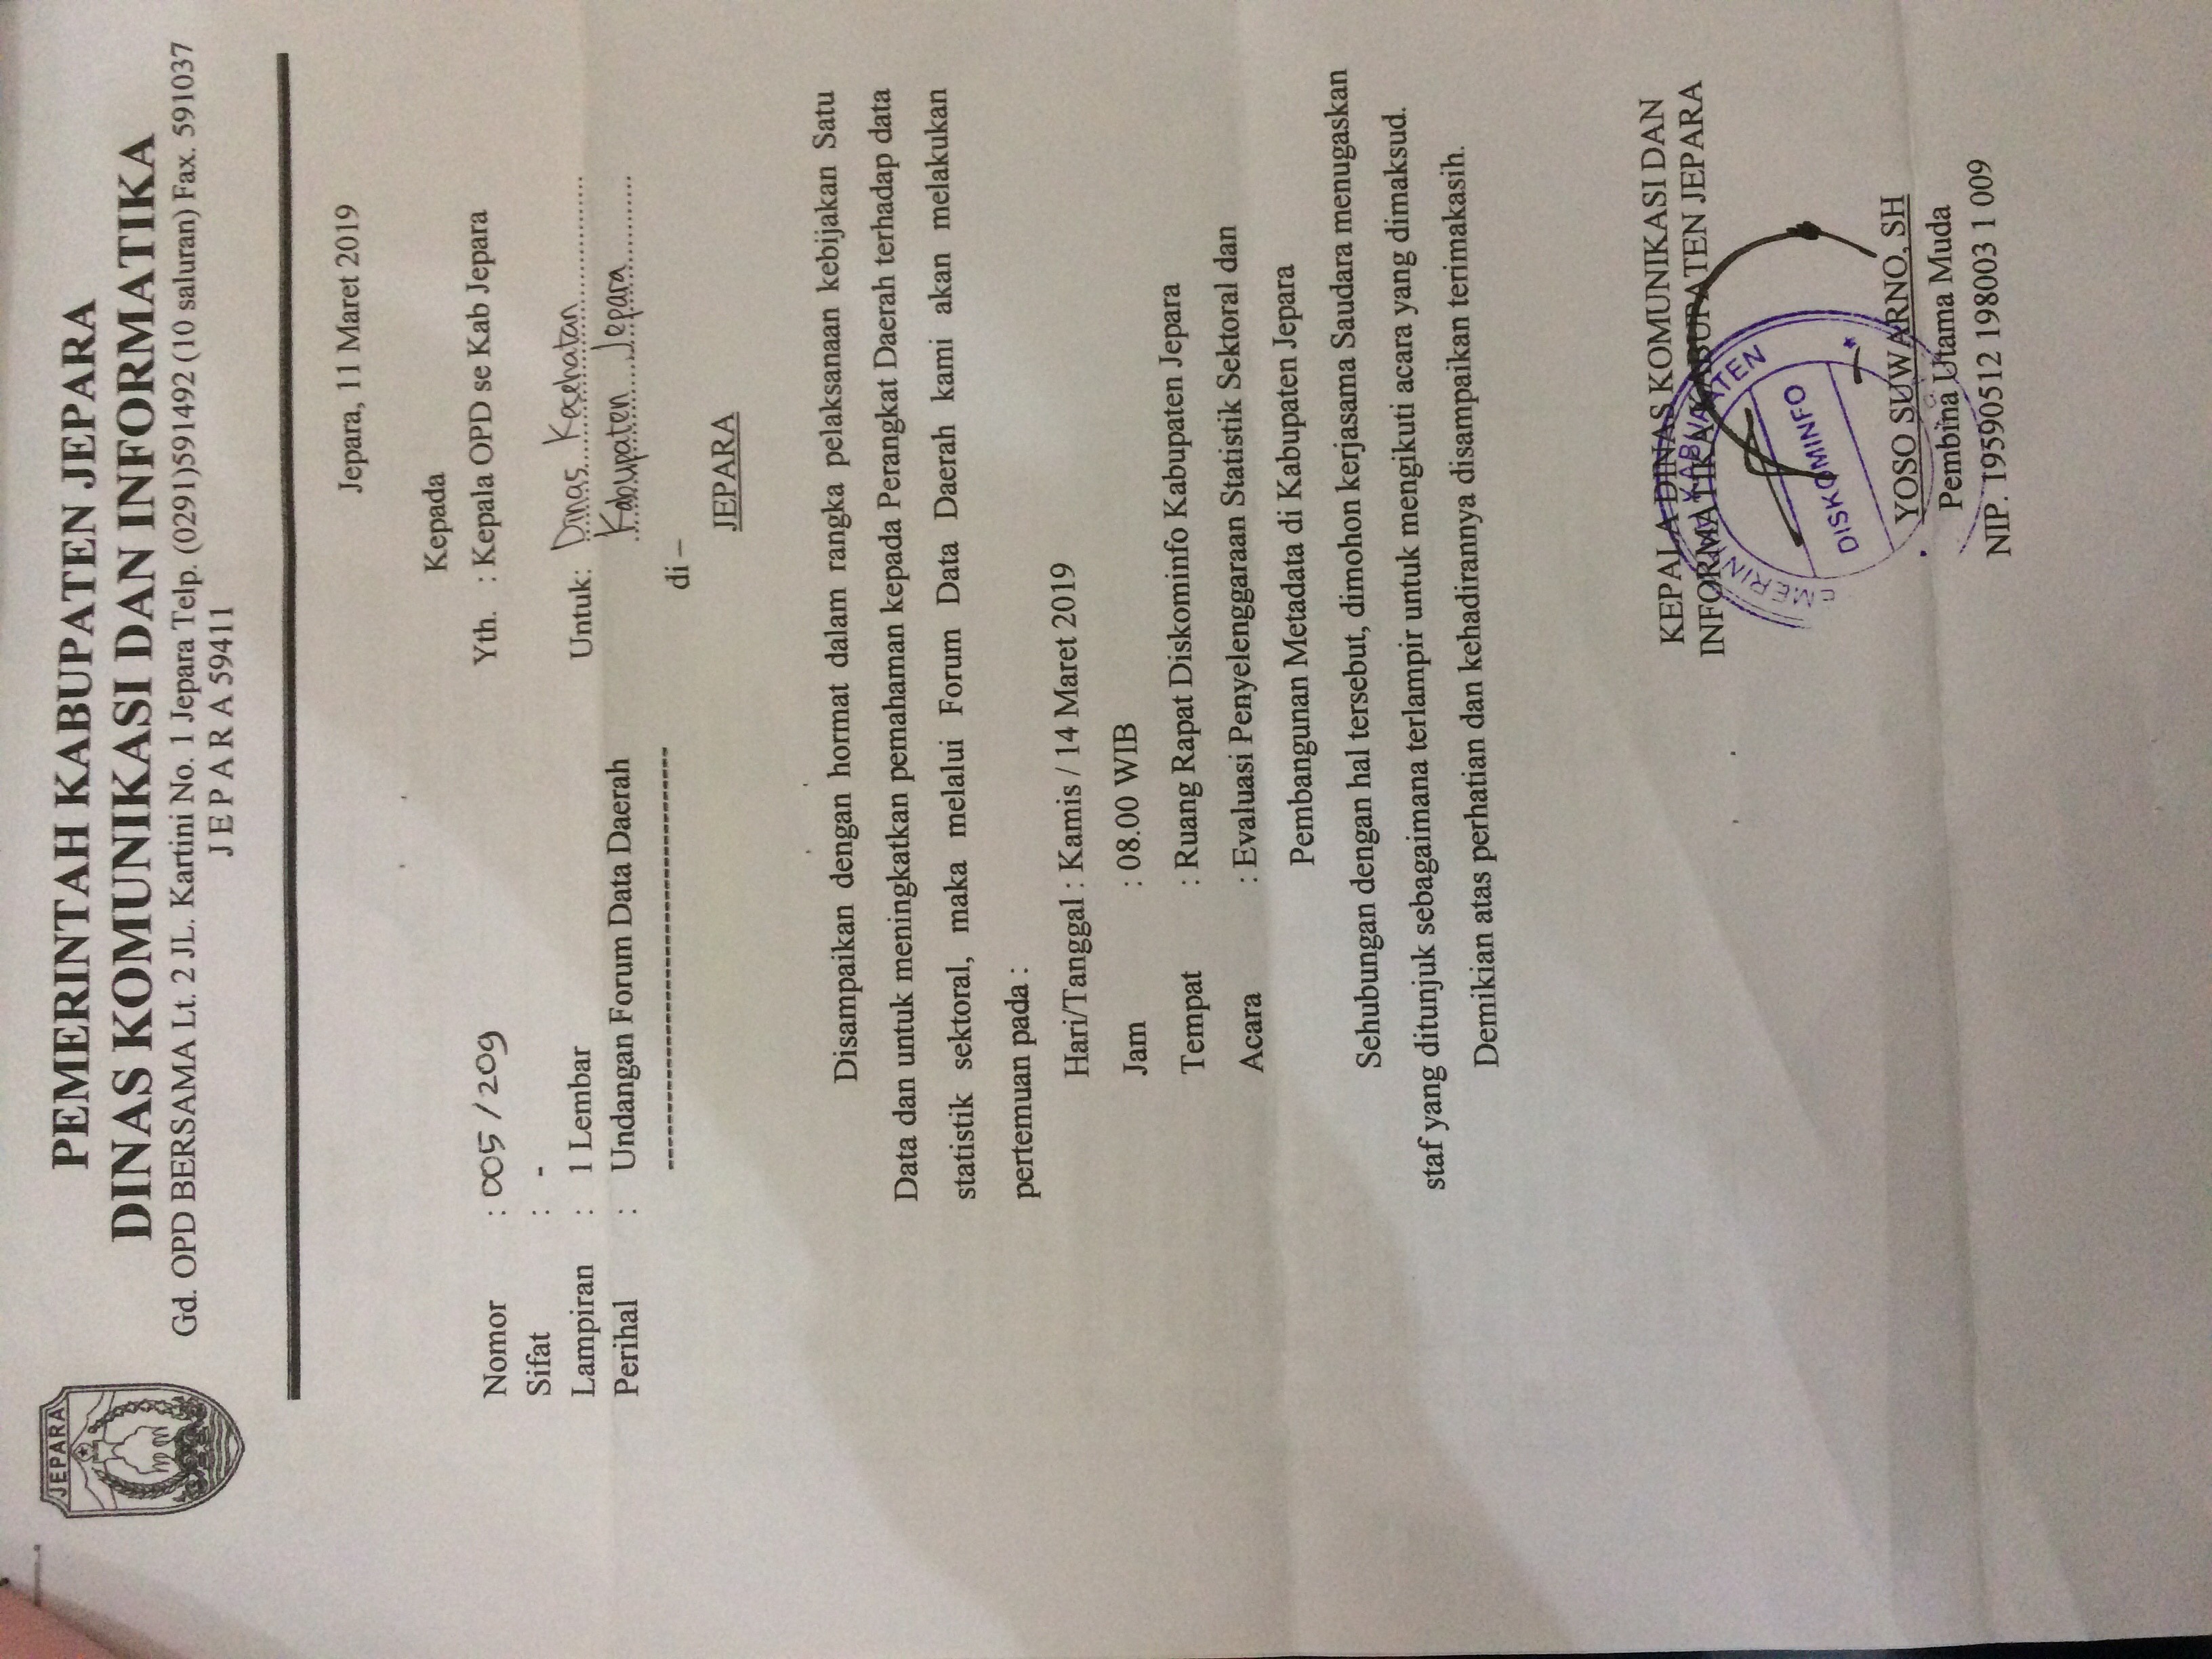 JEPARA
PEMERINTAH KABUPATEN JEPARA
DINAS KOMUNIKASI DAN INFORMATIKA
Gd. OPD BERSAMA Lt. 2 JL. Kartini No. 1 Jepara Telp. (0291)591492 (10 saluran) Fax. 591037
J E P A R A 59411
Jepara, 11 Maret 2019
Kepada
Yth. : Kepala OPD se Kab Jepara
Nomor : 005/209
Sifat : -
Lampiran : 1 Lembar
Perihal : Undangan Forum Data Daerah
-------------------------------------
Untuk: Dinas Kesehatan
Kabupaten Jepara
di –
JEPARA
Disampaikan dengan hormat dalam rangka pelaksanaan kebijakan Satu
Data dan untuk meningkatkan pemahaman kepada Perangkat Daerah terhadap data
statistik sektoral, maka melalui Forum Data Daerah kami akan melakukan
pertemuan pada :
Hari/Tanggal : Kamis / 14 Maret 2019
Jam : 08.00 WIB
Tempat : Ruang Rapat Diskominfo Kabupaten Jepara
Acara : Evaluasi Penyelenggaraan Statistik Sektoral dan
Pembangunan Metadata di Kabupaten Jepara
Sehubungan dengan hal tersebut, dimohon kerjasama Saudara menugaskan
staf yang ditunjuk sebagaimana terlampir untuk mengikuti acara yang dimaksud.
Demikian atas perhatian dan kehadirannya disampaikan terimakasih.
KEPALA DINAS KOMUNIKASI DAN
INFORMATIKA KABUPATEN JEPARA
KABUPATEN
DISKOMINFO
YOSO SUWARNO, SH
Pembina Utama Muda
NIP. 19590512 198003 1 009